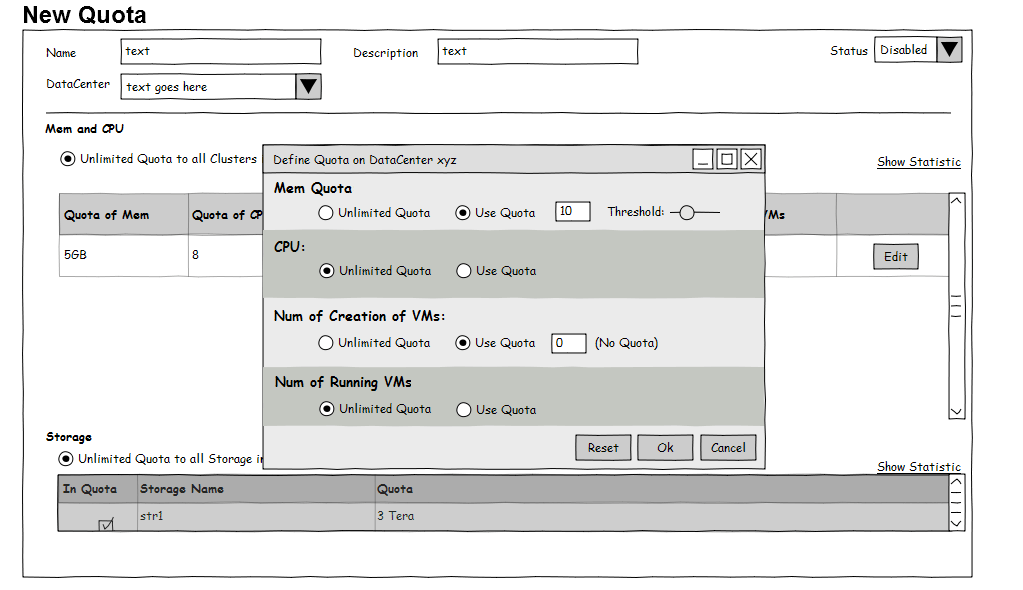 New Quota
Name text Description text Status Disabled
DataCenter text goes here
Mem and CPU
Unlimited Quota to all Clusters
Show Statistic
Quota of Mem Quota of VMs
5GB 8 Edit
Define Quota on DataCenter xyz
Mem Quota
Unlimited Quota Use Quota 10 Threshold:
CPU:
Unlimited Quota Use Quota
Num of Creation of VMs:
Unlimited Quota Use Quota 0 (No Quota)
Num of Running VMs
Unlimited Quota Use Quota
Reset Ok Cancel
Storage
Unlimited Quota to all Storage
Show Statistic
In Quota Storage Name Quota
str1 3 Tera